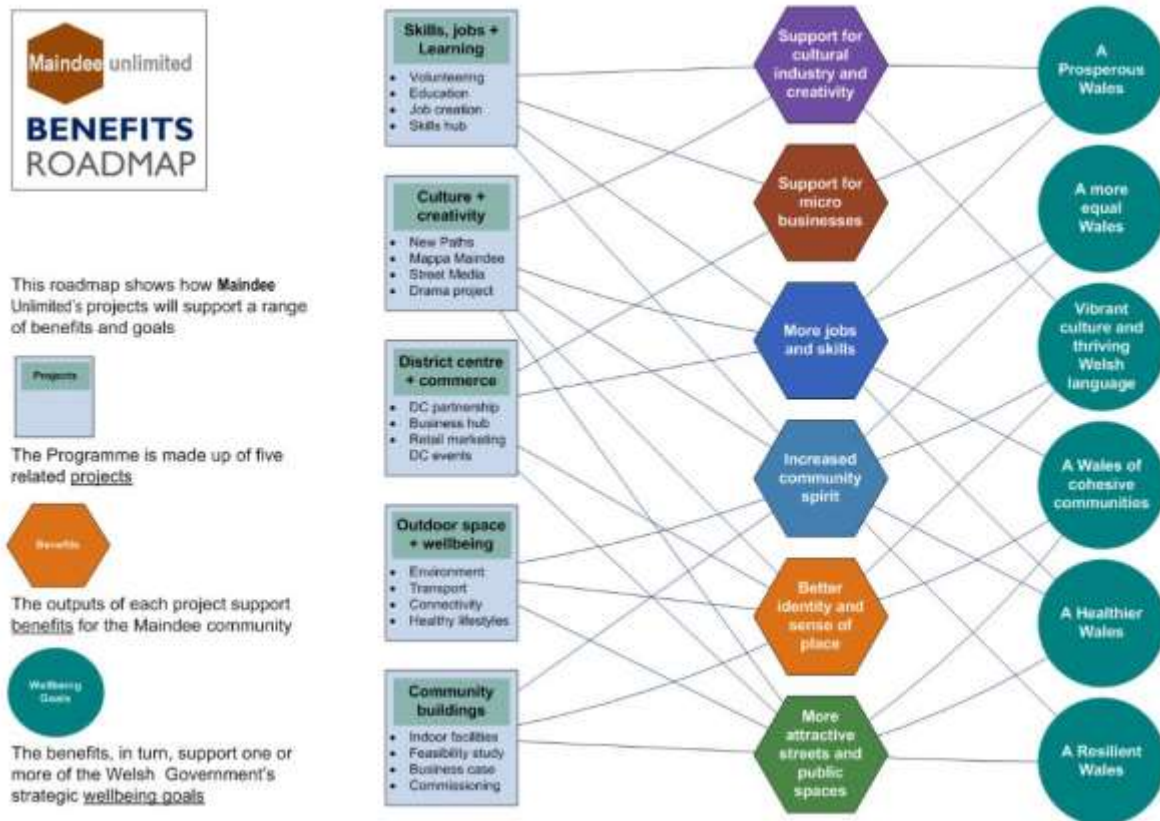 Maindee unlimited
BENEFITS
ROADMAP
This roadmap shows how Maindee
Unlimited's projects will support a range
of benefits and goals
Projects
The Programme is made up of five
related projects
Benefits
The outputs of each project support
benefits for the Maindee community
Wellbeing
Goals
The benefits, in turn, support one or
more of the Welsh Government's
strategic wellbeing goals
Skills, jobs +
Learning
• Volunteering
• Education
• Job creation
• Skills hub
Culture +
creativity
• New Paths
• Mappa Maindee
• Street Media
• Drama project
District centre
+ commerce
• DC partnership
• Business hub
• Retail marketing
DC events
Outdoor space
+ wellbeing
• Environment
• Transport
• Connectivity
• Healthy lifestyles
Community
buildings
• Indoor facilities
• Feasibility study
• Business case
• Commissioning
Support for
cultural
industry and
creativity
Support for
micro
businesses
More jobs
and skills
Increased
community
spirit
Better
identity and
sense of
place
More
attractive
streets and
public
spaces
A
Prosperous
Wales
A more
equal
Wales
Vibrant
culture and
thriving
Welsh
language
A Wales of
cohesive
communities
A Healthier
Wales
A Resilient
Wales